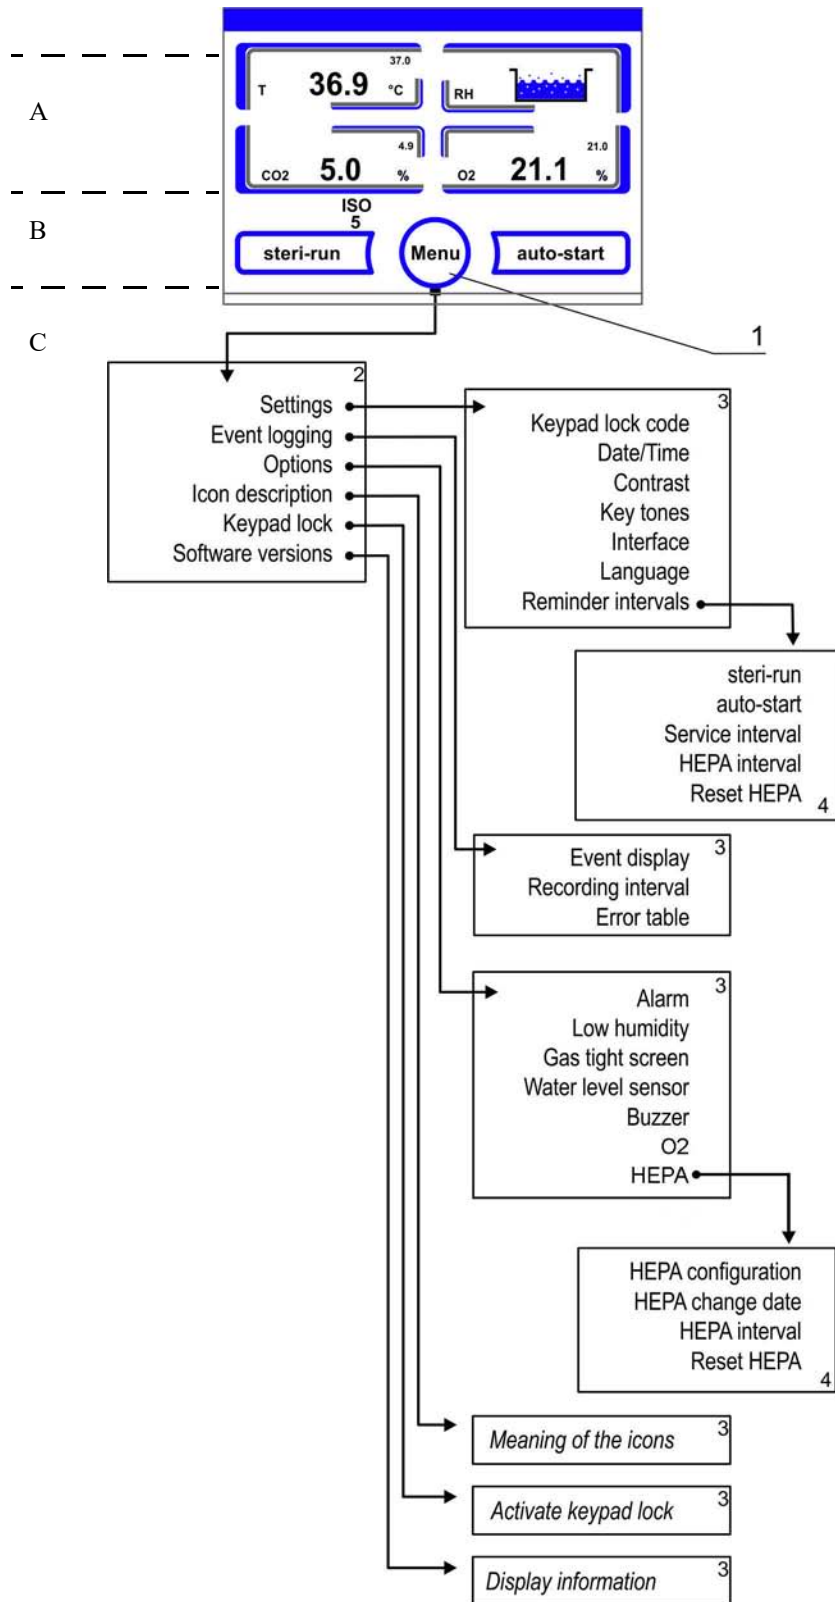 37.0
T 36.9 °C RH
A
4.9 21.0
CO2 5.0 % O2 21.1 %
ISO
5
B
steri-run Menu auto-start
1
C
2
Settings
Event logging
Options
Icon description
Keypad lock
Software versions
3
Keypad lock code
Date/Time
Contrast
Key tones
Interface
Language
Reminder intervals
steri-run
auto-start
Service interval
HEPA interval
Reset HEPA
4
3
Event display
Recording interval
Error table
3
Alarm
Low humidity
Gas tight screen
Water level sensor
Buzzer
O2
HEPA
HEPA configuration
HEPA change date
HEPA interval
Reset HEPA
4
Meaning of the icons 3
Activate keypad lock 3
Display information 3